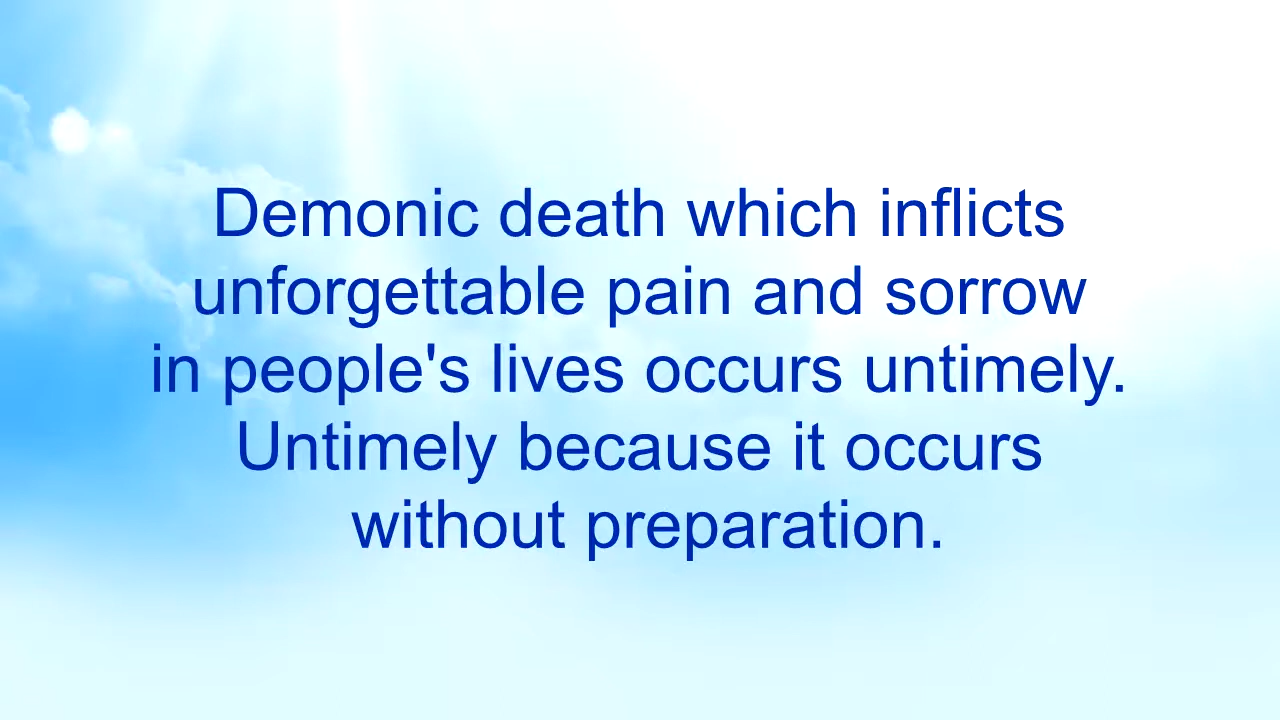 Demonic death which inflicts
unforgettable pain and sorrow
in people's lives occurs untimely.
Untimely because it occurs
without preparation.